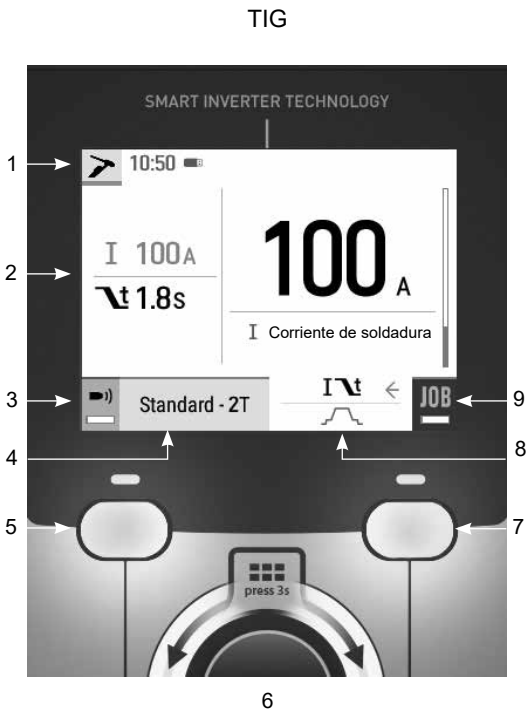 TIG
SMART INVERTER TECHNOLOGY
1
10:50
2
I 100A
t 1.8s
100 A
I Corriente de soldadura
3
Standard - 2T
I t
JOB
9
4
8
5
7
press 3s
6